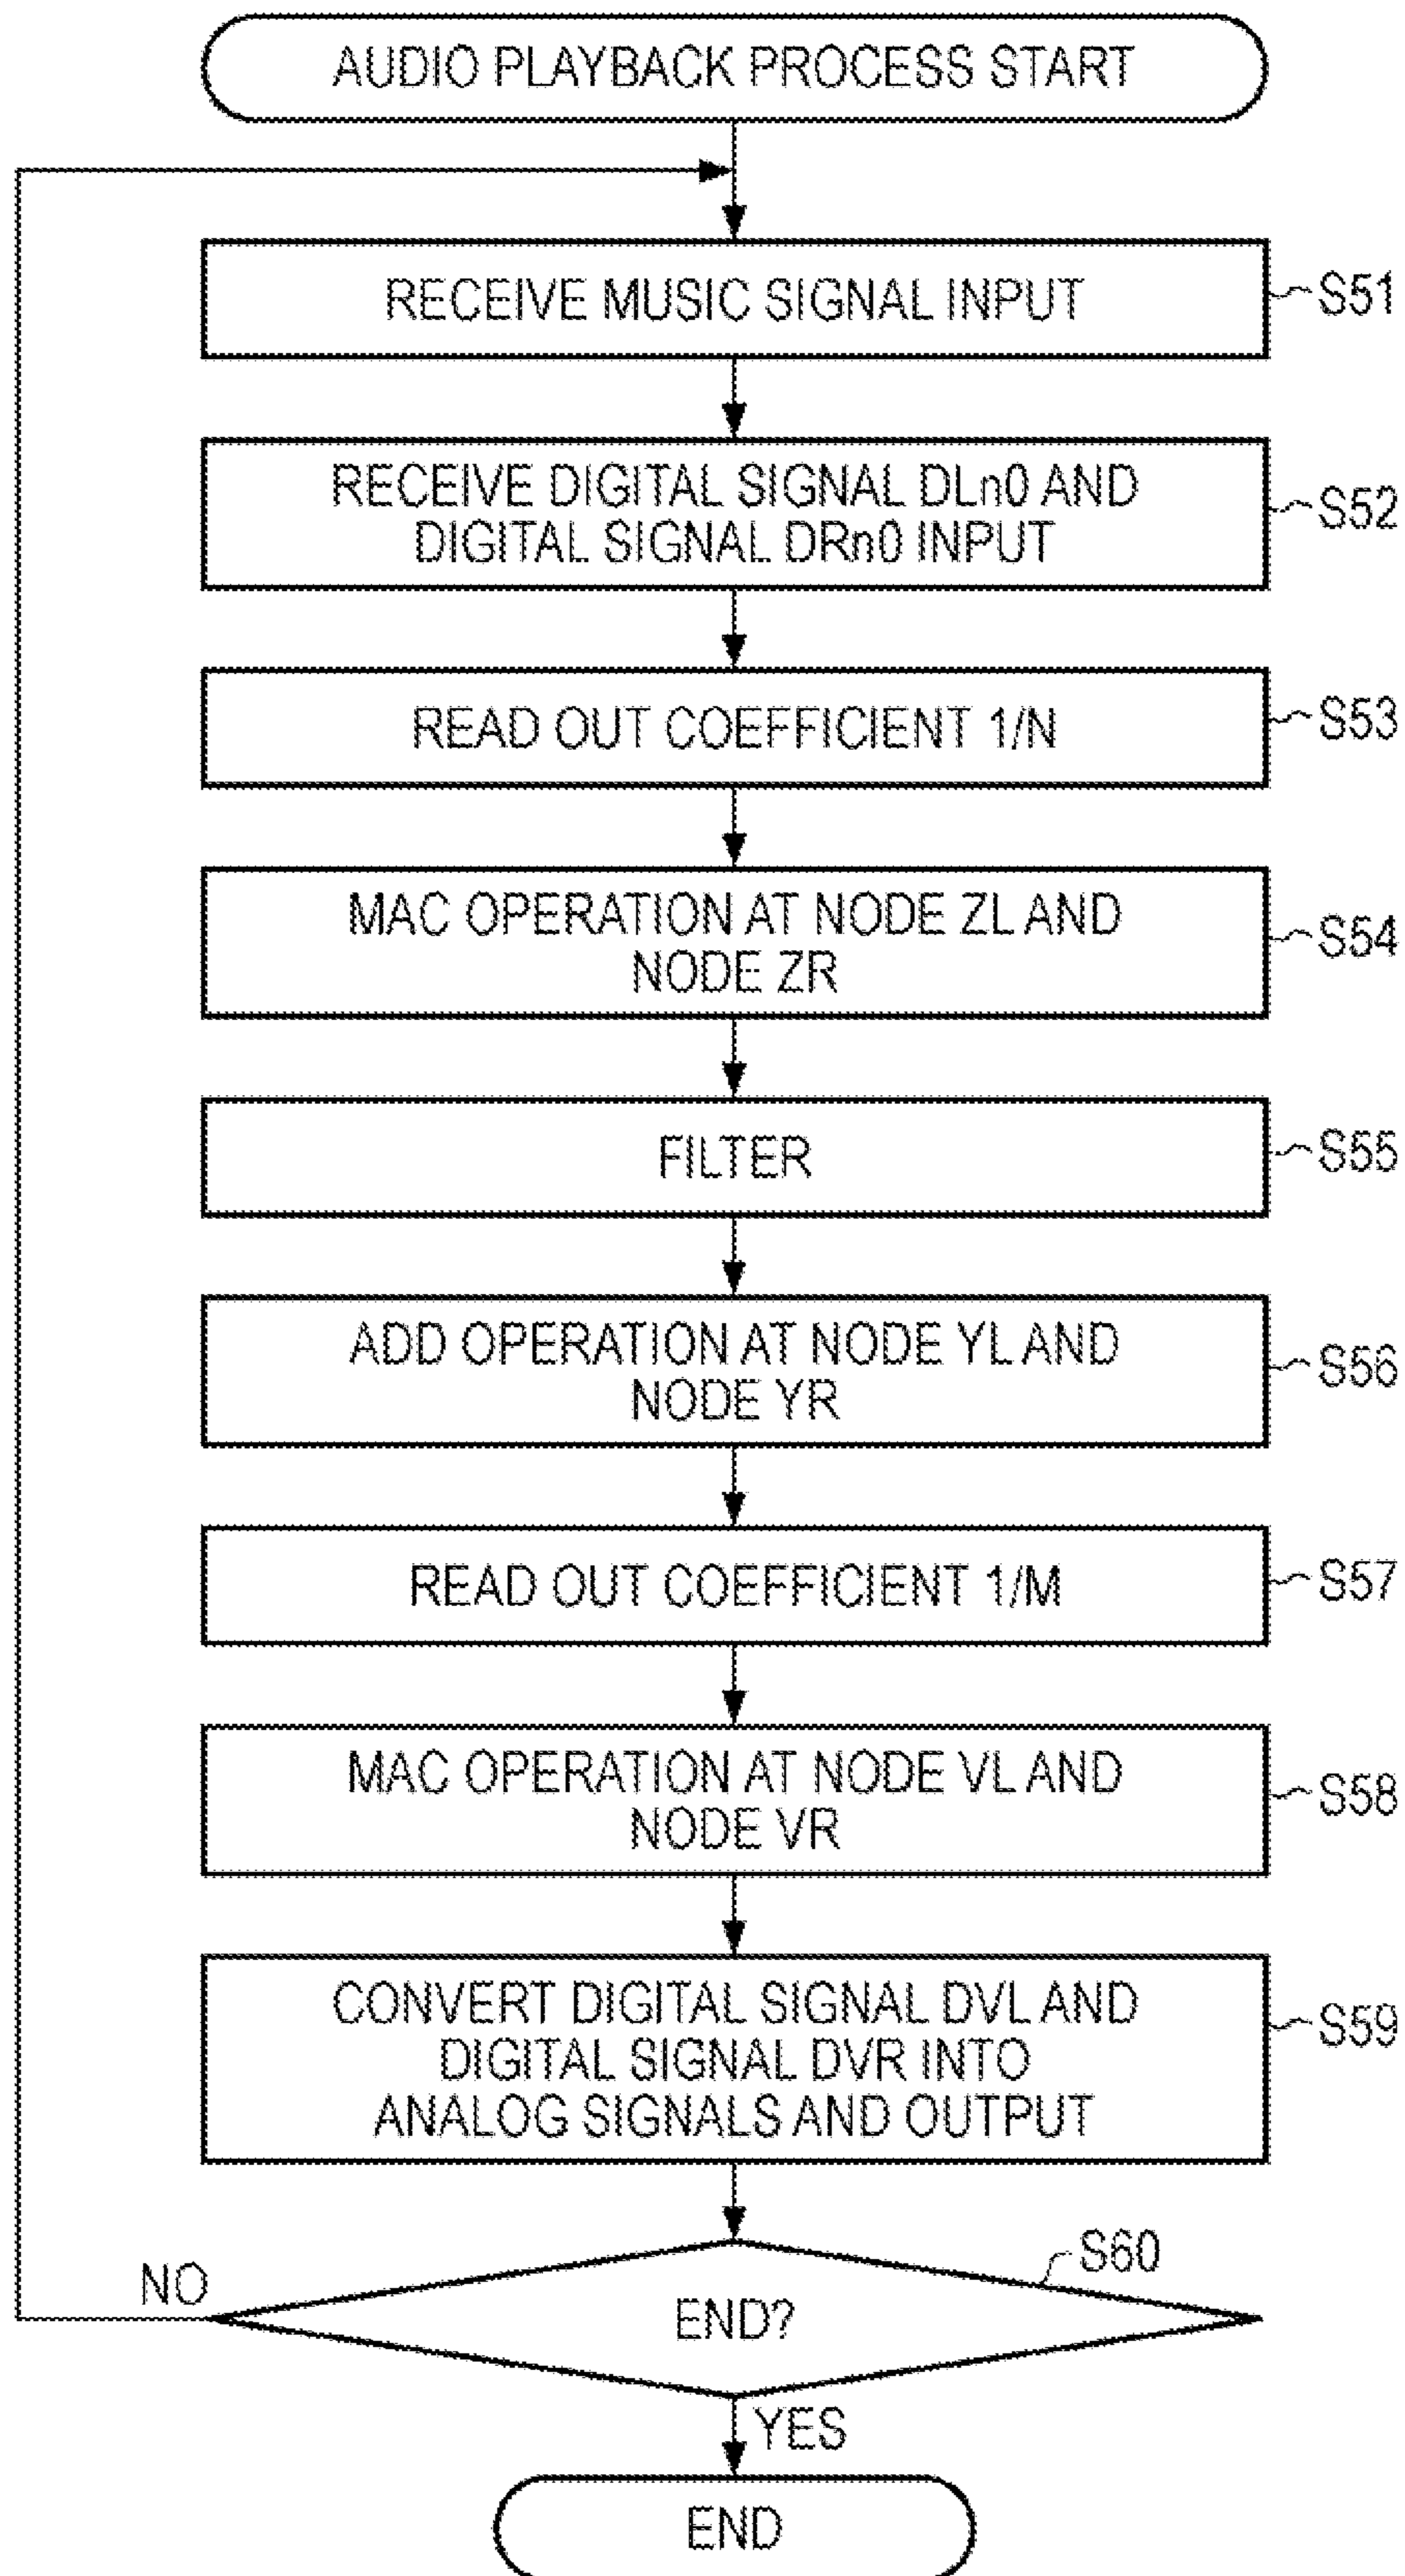 AUDIO PLAYBACK PROCESS START
RECEIVE MUSIC SIGNAL INPUT
S51
RECEIVE DIGITAL SIGNAL DLn0 AND
DIGITAL SIGNAL DRn0 INPUT
S52
READ OUT COEFFICIENT 1/N
S53
MAC OPERATION AT NODE ZL AND
NODE ZR
S54
FILTER
S55
ADD OPERATION AT NODE YL AND
NODE YR
S56
READ OUT COEFFICIENT 1/M
S57
MAC OPERATION AT NODE VL AND
NODE VR
S58
CONVERT DIGITAL SIGNAL DVL AND
DIGITAL SIGNAL DVR INTO
ANALOG SIGNALS AND OUTPUT
S59
S60
NO
END?
YES
END